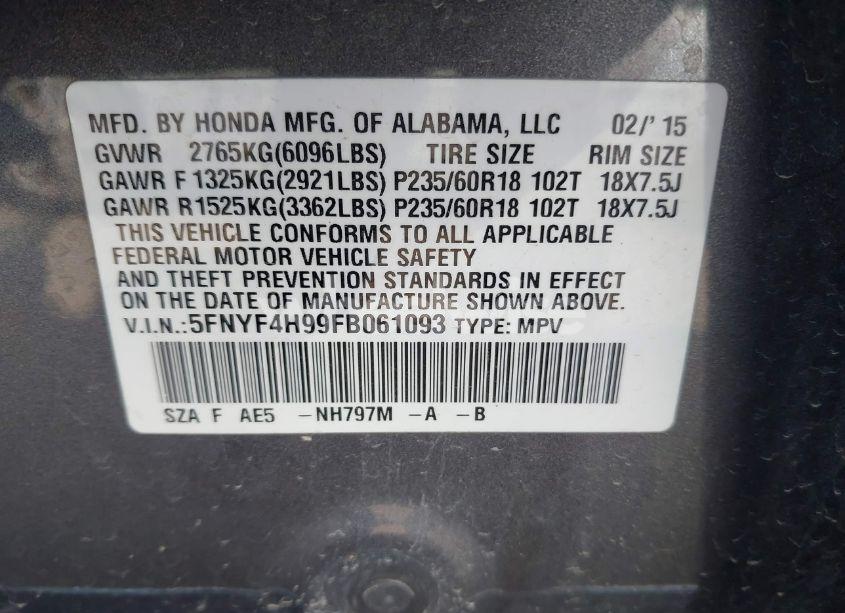 MFD. BY HONDA MFG. OF ALABAMA, LLC 02/' 15
GVWR 2765KG(6096LBS) TIRE SIZE RIM SIZE
GAWR F 1325KG(2921LBS) P235/60R18 102T 18X7.5J
GAWR R1525KG(3362LBS) P235/60R18 102T 18X7.5J
THIS VEHICLE CONFORMS TO ALL APPLICABLE
FEDERAL MOTOR VEHICLE SAFETY
AND THEFT PREVENTION STANDARDS IN EFFECT
ON THE DATE OF MANUFACTURE SHOWN ABOVE.
V.I.N.:5FNYF4H99FB061093 TYPE: MPV
SZA F AE5 -NH797M -A -B